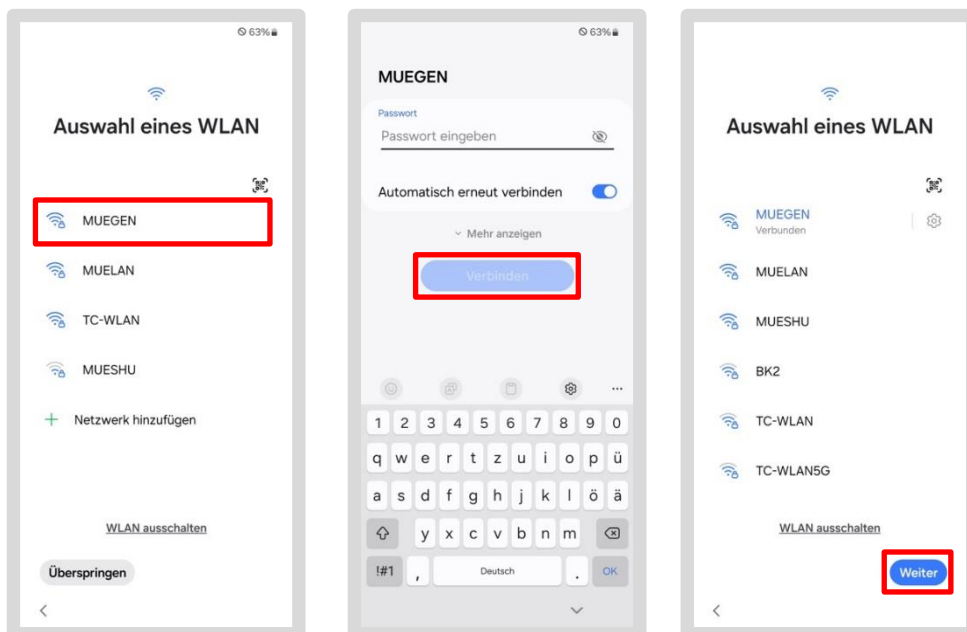 63%
Auswahl eines WLAN
MUEGEN
MUELAN
TC-WLAN
MUESHU
Netzwerk hinzufügen
WLAN ausschalten
Überspringen
63%
MUEGEN
Passwort
Passwort eingeben
Automatisch erneut verbinden
Mehr anzeigen
Verbinden
1 2 3 4 5 6 7 8 9 0
q w e r t z u i o p ü
a s d f g h j k l ö ä
y x c v b n m
!#1 , Deutsch . OK
Auswahl eines WLAN
MUEGEN
Verbunden
MUELAN
MUESHU
BK2
TC-WLAN
TC-WLAN5G
WLAN ausschalten
Weiter